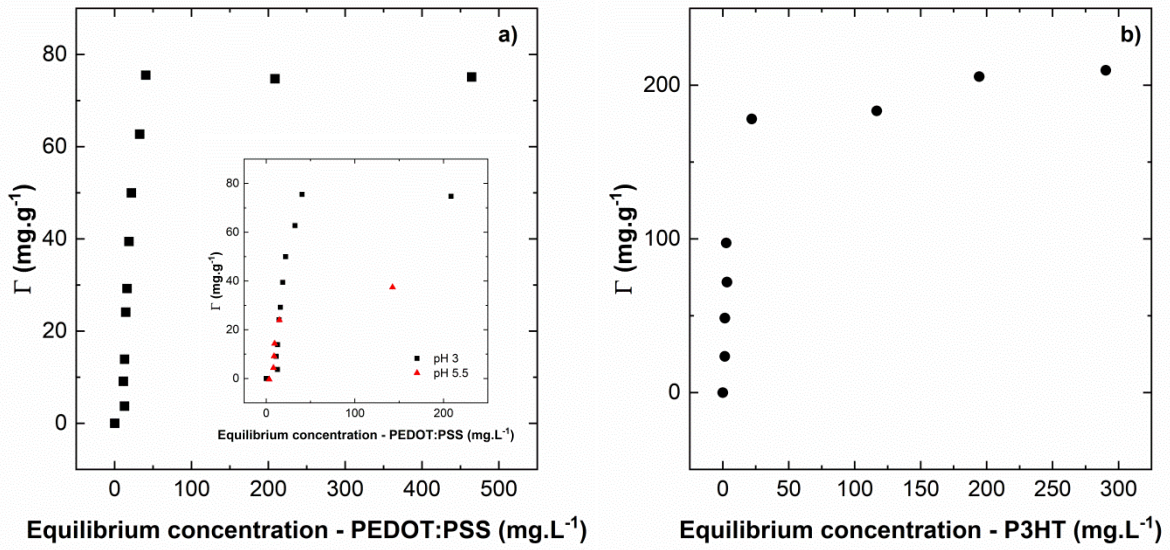 a)
Γ (mg.g⁻¹)
80
60
40
20
0
0 100 200 300 400 500
Equilibrium concentration - PEDOT:PSS (mg.L⁻¹)
Γ (mg.g⁻¹)
80
60
40
20
0
pH 3
pH 5.5
0 100 200
Equilibrium concentration - PEDOT:PSS (mg.L⁻¹)
b)
Γ (mg.g⁻¹)
200
100
0
0 50 100 150 200 250 300
Equilibrium concentration - P3HT (mg.L⁻¹)